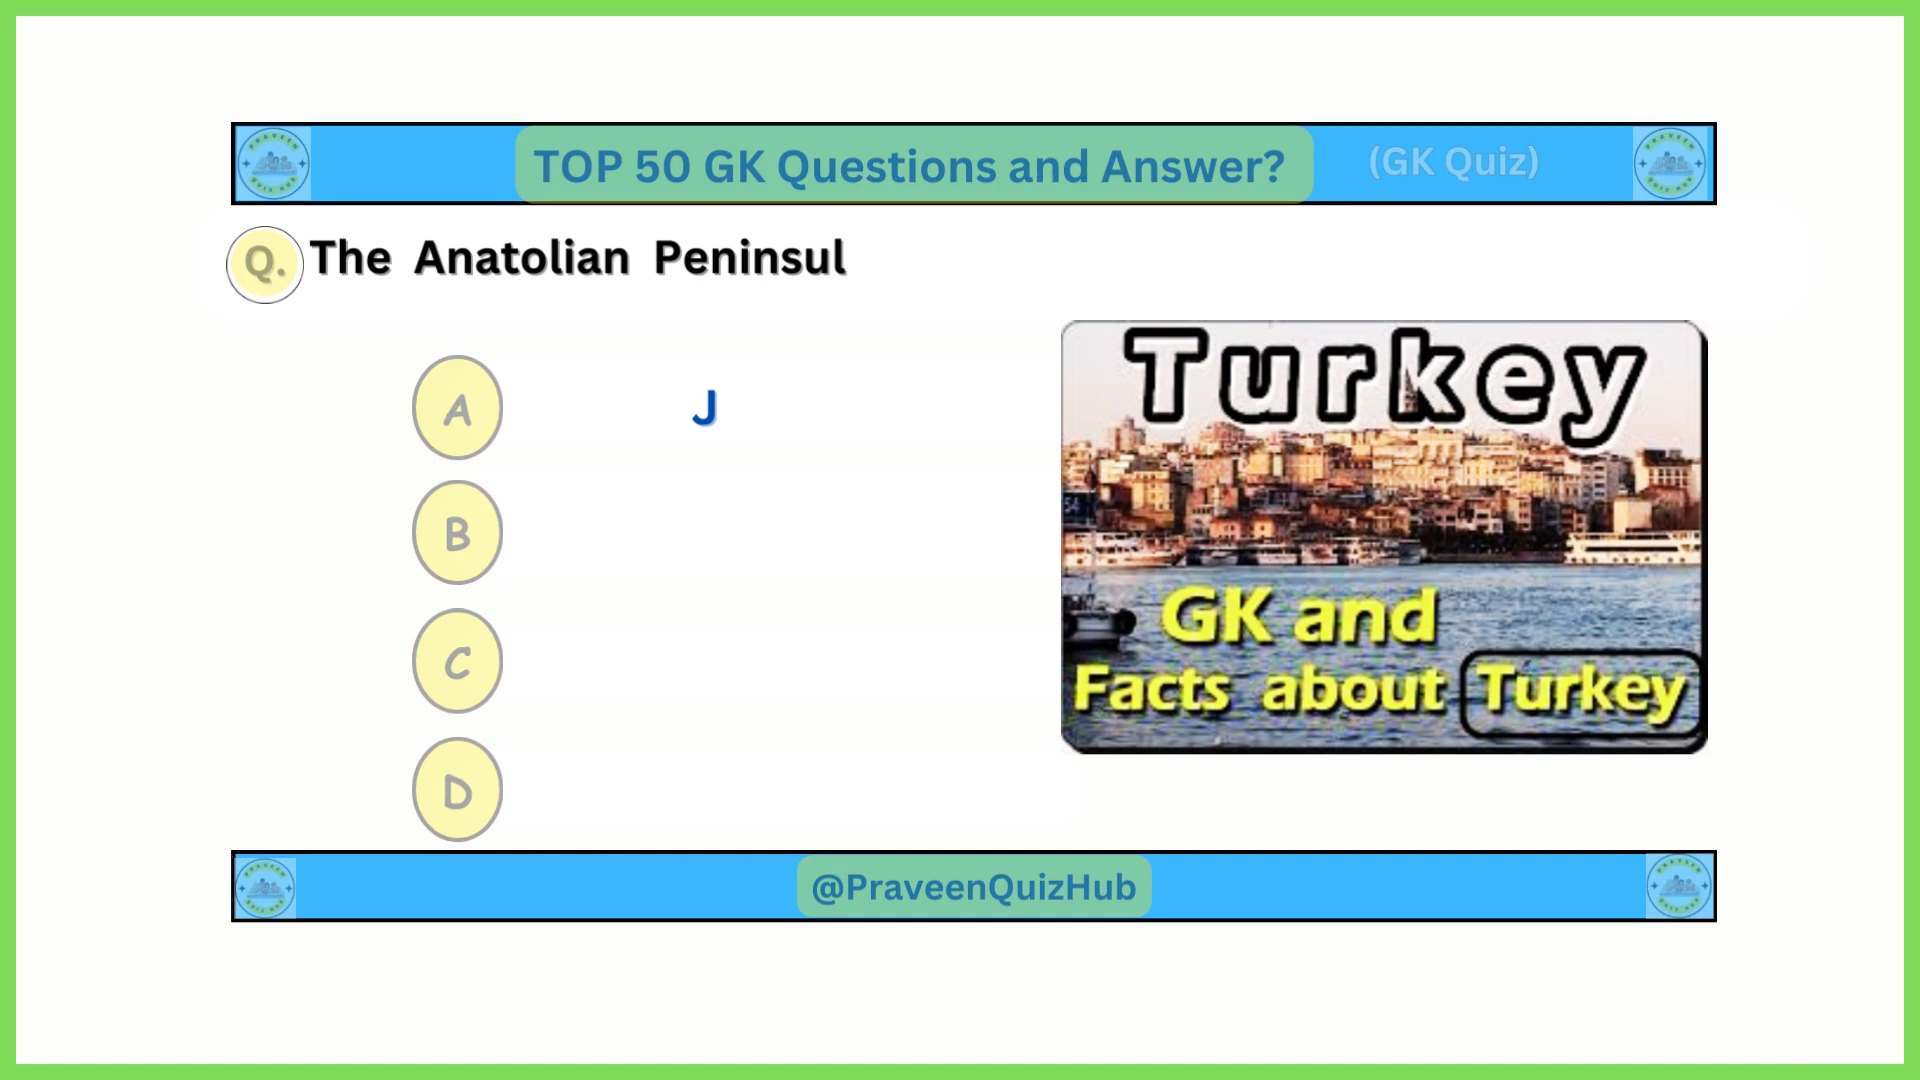 TOP 50 GK Questions and Answer?
(GK Quiz)
Q. The Anatolian Peninsul
A J
B
C
D
Turkey
GK and
Facts about Turkey
@PraveenQuizHub